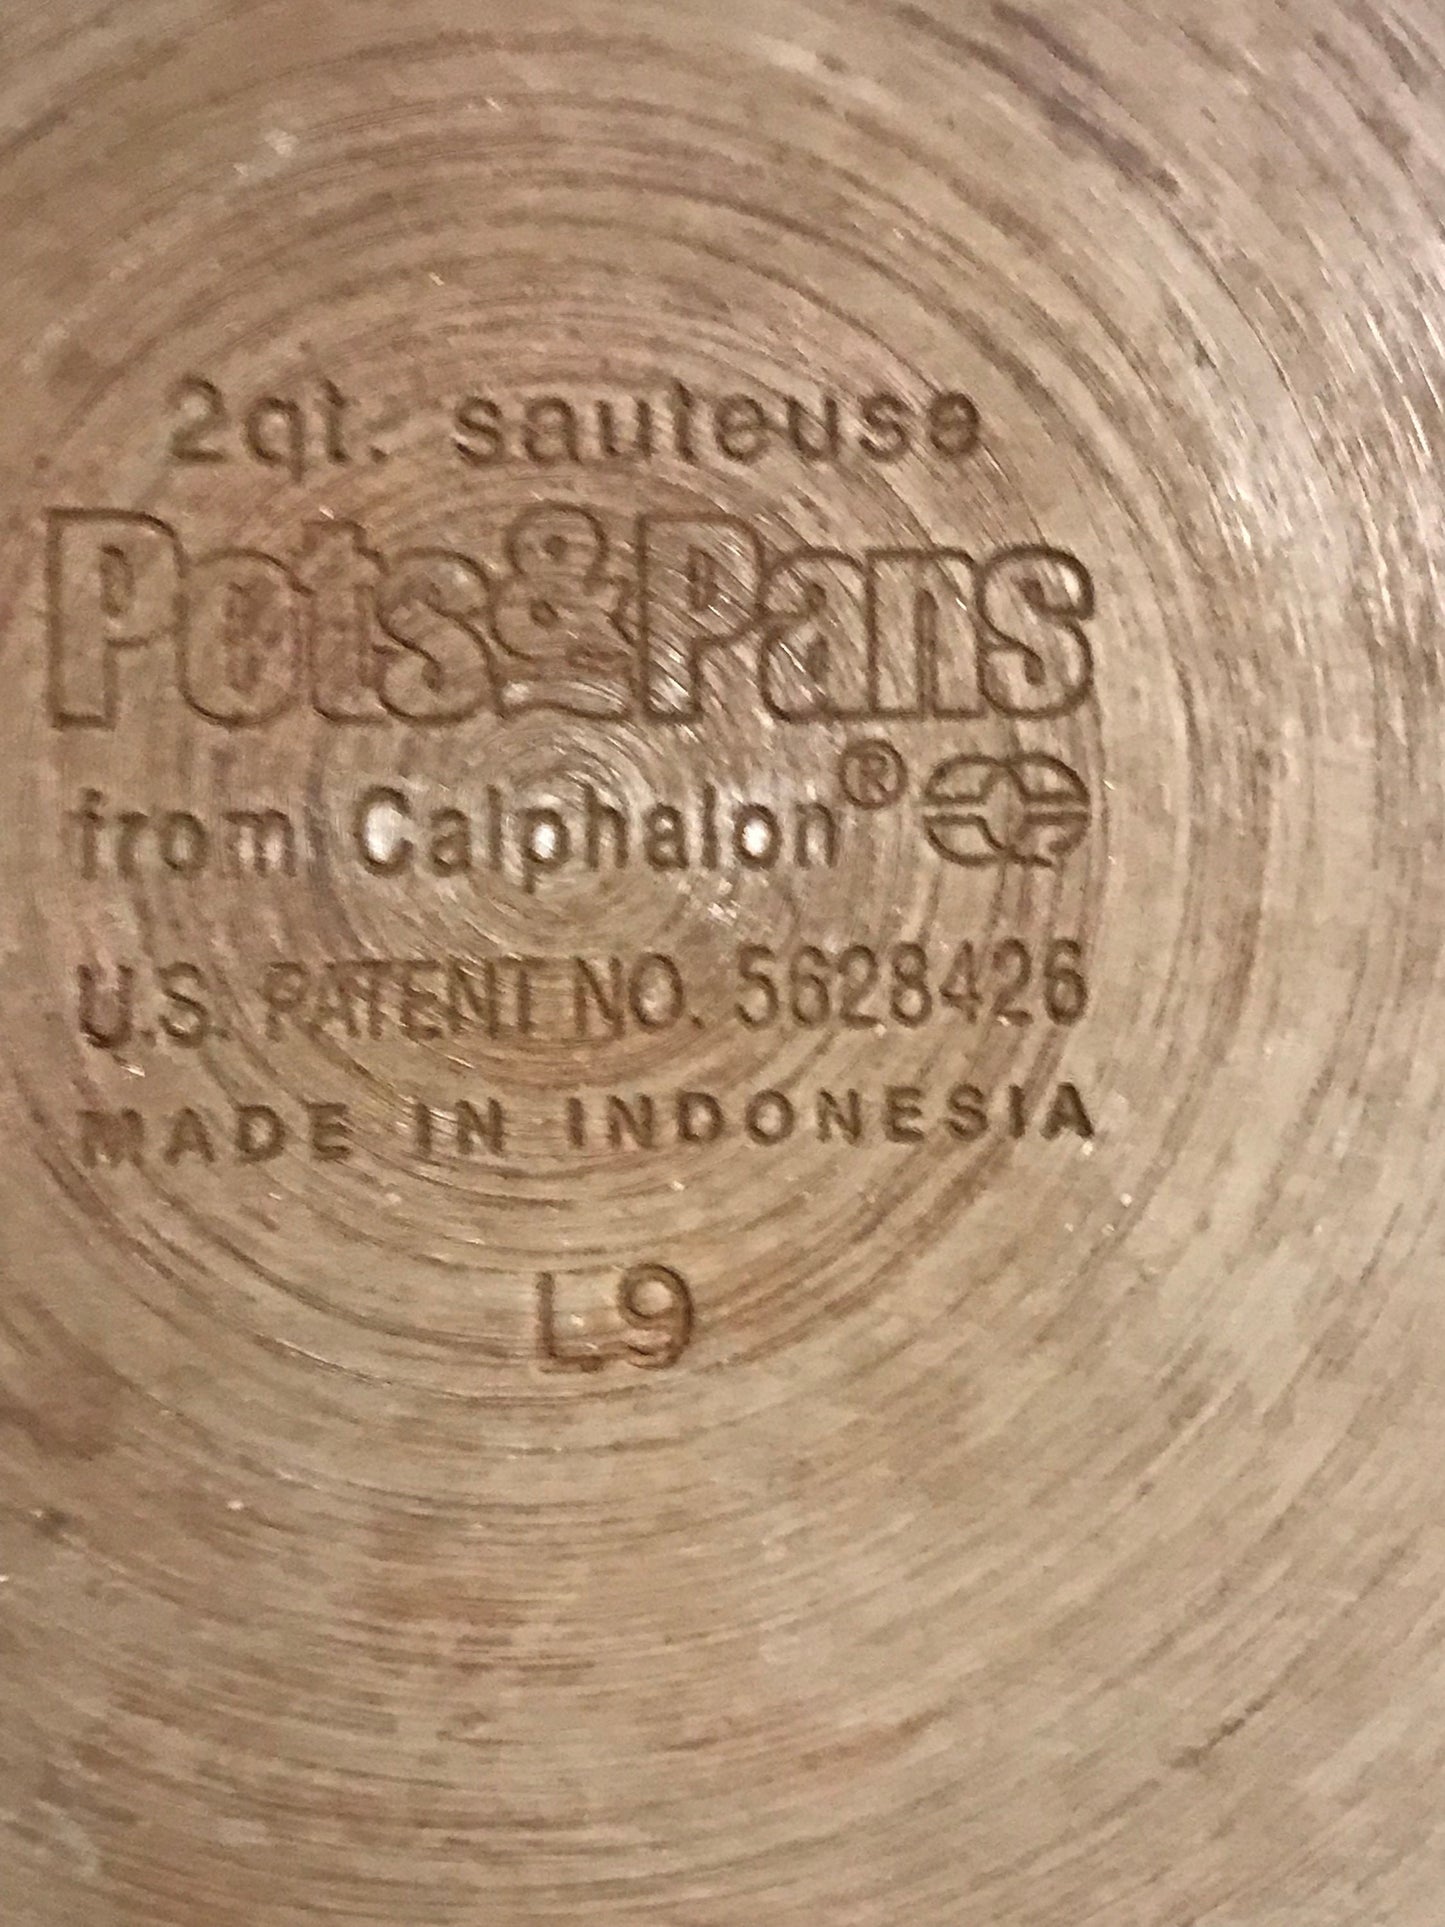 2qt. sauteuse
Pots&Pans
from Calphalon®
U.S. PATENT NO. 5628426
MADE IN INDONESIA
L9